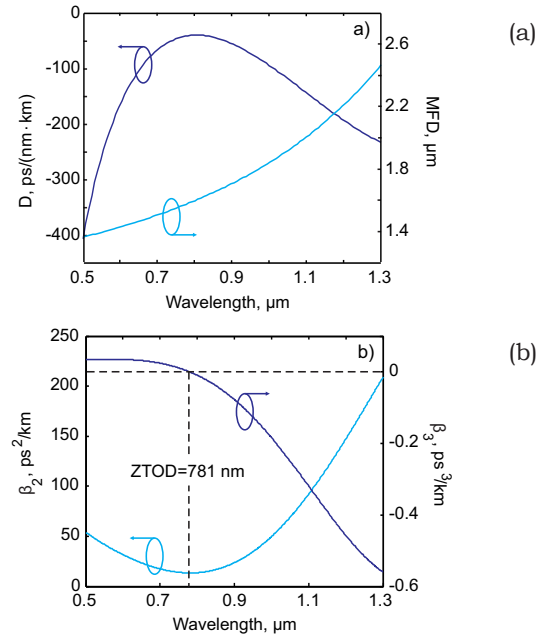 a)
(a)
0
-100
-200
-300
-400
D, ps/(nm·km)
2.6
2.2
1.8
1.4
MFD, µm
0.5 0.7 0.9 1.1 1.3
Wavelength, µm
b)
(b)
250
200
150
100
50
0
β2, ps2/km
0
-0.2
-0.4
-0.6
β3, ps3/km
ZTOD=781 nm
0.5 0.7 0.9 1.1 1.3
Wavelength, µm